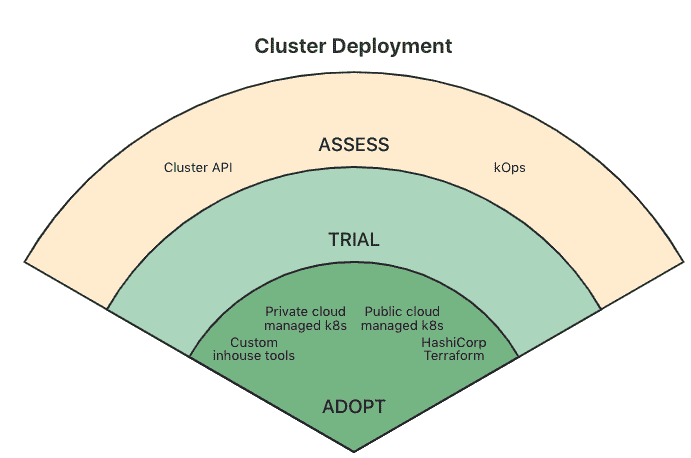 Cluster Deployment
ASSESS
Cluster API
kOps
TRIAL
Private cloud
managed k8s
Public cloud
managed k8s
Custom
inhouse tools
HashiCorp
Terraform
ADOPT